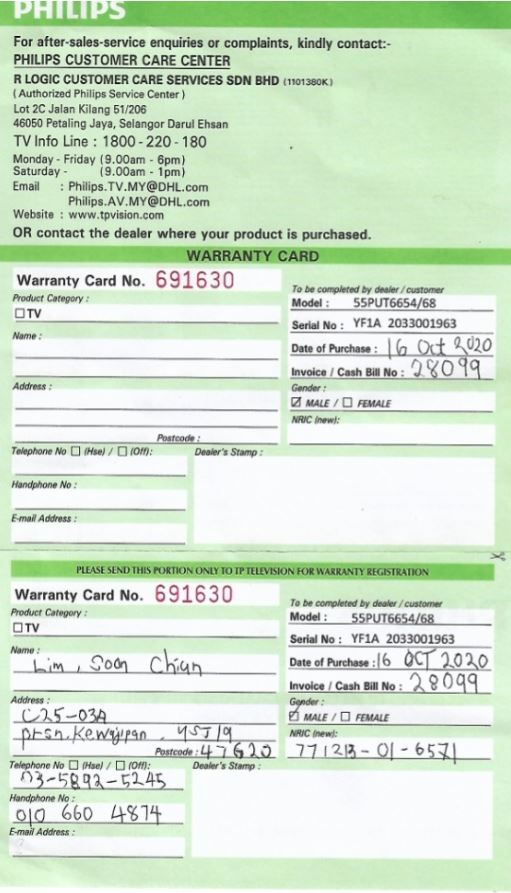 PHILIPS
For after-sales-service enquiries or complaints, kindly contact:-
PHILIPS CUSTOMER CARE CENTER
R LOGIC CUSTOMER CARE SERVICES SDN BHD (1101380K)
(Authorized Philips Service Center)
Lot 2C Jalan Kilang 51/206
46050 Petaling Jaya, Selangor Darul Ehsan
TV Info Line : 1800 - 220 - 180
Monday - Friday (9.00am - 6pm)
Saturday - (9.00am - 1pm)
Email : Philips.TV.MY@DHL.com
Philips.AV.MY@DHL.com
Website : www.tpvision.com
OR contact the dealer where your product is purchased.
WARRANTY CARD
Warranty Card No. 691630
Product Category :
☐ TV
Name :
Address :
Postcode :
Telephone No ☐ (Hse) / ☐ (Off):
Handphone No :
E-mail Address :
To be completed by dealer / customer
Model : 55PUT6654/68
Serial No : YF1A 2033001963
Date of Purchase : 16 Oct 2020
Invoice / Cash Bill No : 28099
Gender :
☑ MALE / ☐ FEMALE
NRIC (new):
Dealer's Stamp :
PLEASE SEND THIS PORTION ONLY TO TP TELEVISION FOR WARRANTY REGISTRATION
Warranty Card No. 691630
Product Category :
☐ TV
Name :
Lim, Soon Chiun
Address :
C25-03A
Prsn. Kewajipan, USJ 19
Postcode : 47620
Telephone No ☐ (Hse) / ☐ (Off):
03-5892-5245
Handphone No :
010 660 4874
E-mail Address :
To be completed by dealer / customer
Model : 55PUT6654/68
Serial No : YF1A 2033001963
Date of Purchase : 16 OCT 2020
Invoice / Cash Bill No : 28099
Gender :
☑ MALE / ☐ FEMALE
NRIC (new):
771213-01-6571
Dealer's Stamp :